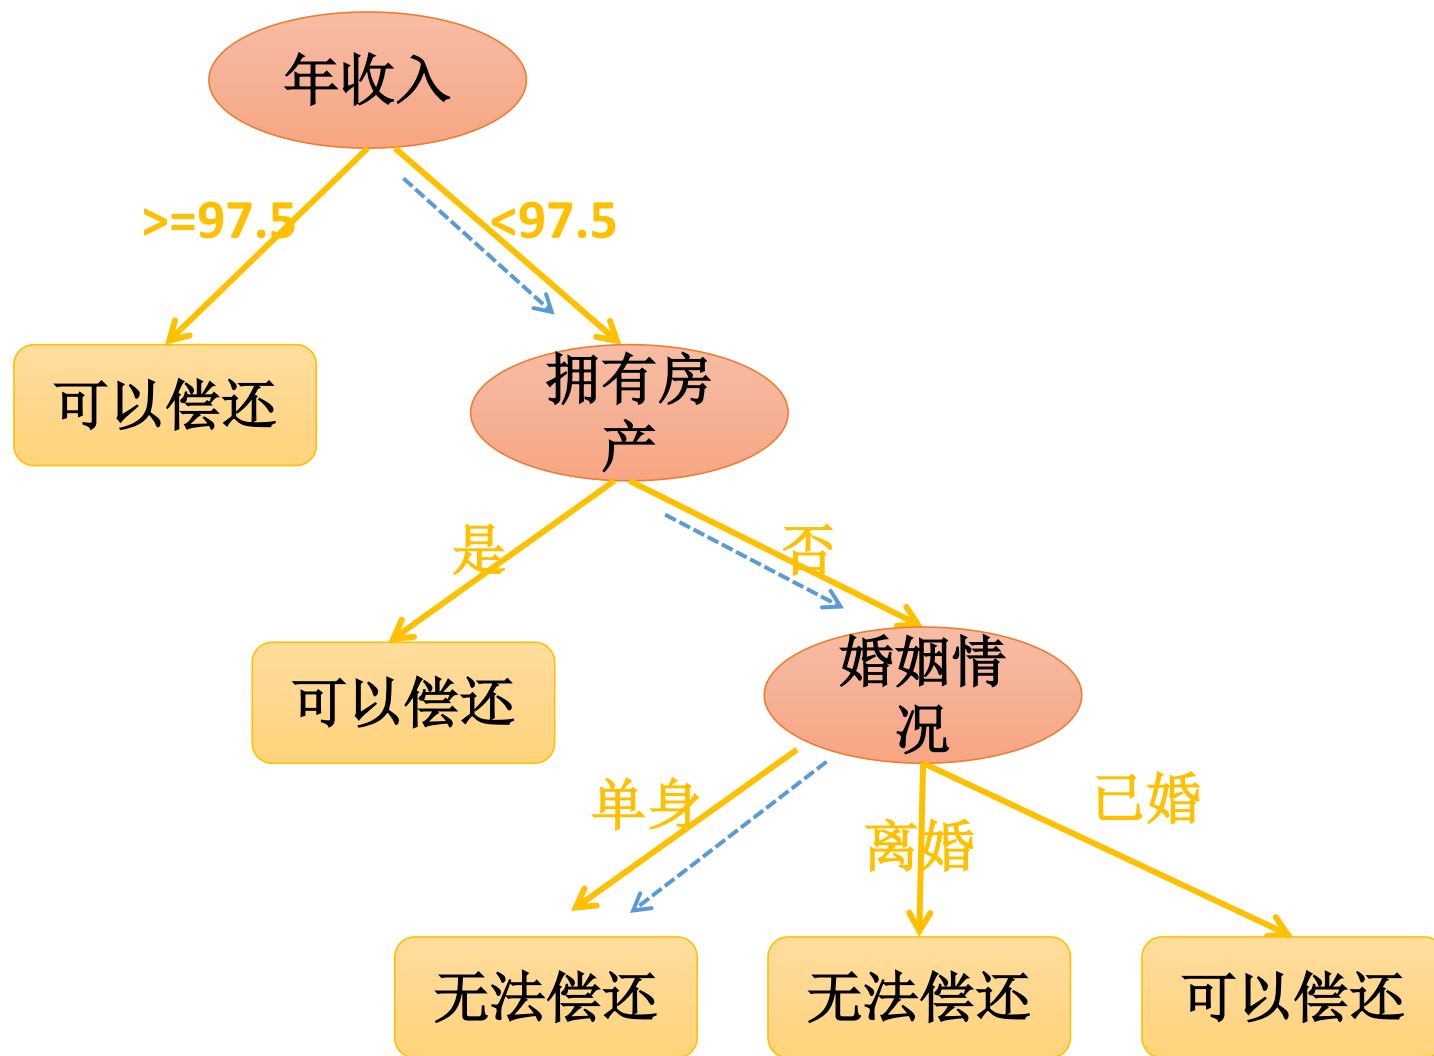 年收入
>=97.5
<97.5
可以偿还
拥有房
产
是
否
可以偿还
婚姻情
况
单身
离婚
已婚
无法偿还
无法偿还
可以偿还